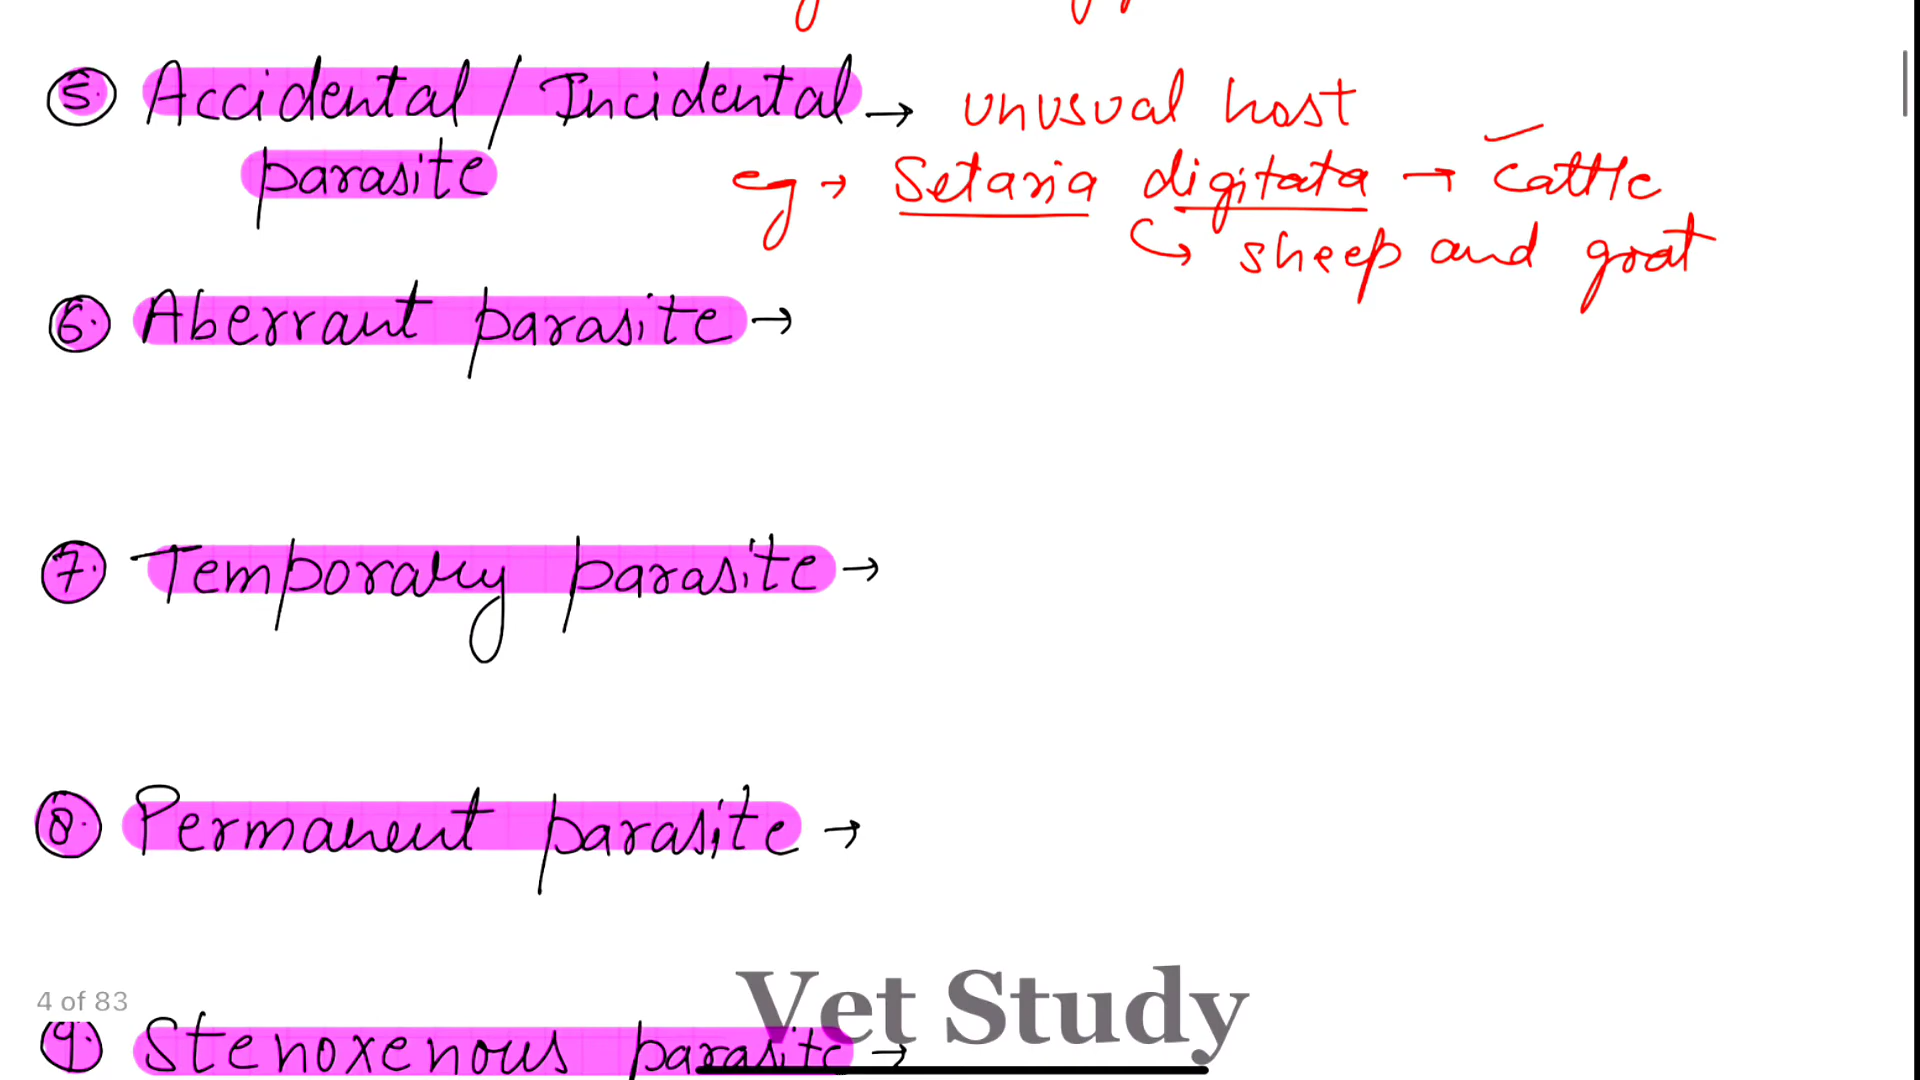 5. Accidental / Incidental → unusual host
parasite eg → Setaria digitata → cattle
↳ sheep and goat
6. Aberrant parasite →
7. Temporary parasite →
8. Permanent parasite →
Vet Study
4 of 83
9. Stenoxenous parasite →